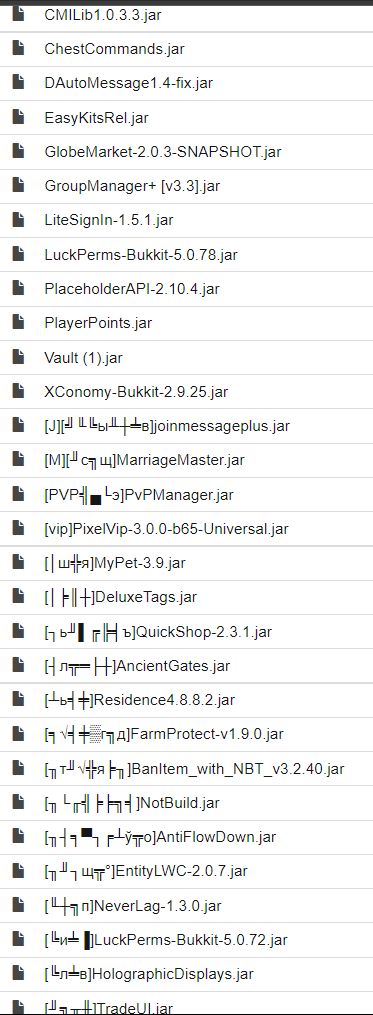 CMILib1.0.3.3.jar
ChestCommands.jar
DAutoMessage1.4-fix.jar
EasyKitsRel.jar
GlobeMarket-2.0.3-SNAPSHOT.jar
GroupManager+ [v3.3].jar
LiteSignIn-1.5.1.jar
LuckPerms-Bukkit-5.0.78.jar
PlaceholderAPI-2.10.4.jar
PlayerPoints.jar
Vault (1).jar
XConomy-Bukkit-2.9.25.jar
[J][╝╙╚ы╨┼╧в]joinmessageplus.jar
[M][╜с╗щ]MarriageMaster.jar
[PVP╣▄└э]PvPManager.jar
[vip]PixelVip-3.0.0-b65-Universal.jar
[│ш╬я]MyPet-3.9.jar
[│╞║┼]DeluxeTags.jar
[┐ь╜▌╔╠╡ъ]QuickShop-2.3.1.jar
[┤л╦═├┼]AncientGates.jar
[┴ь╡╪]Residence4.8.8.2.jar
[╕√╡╪▒г╗д]FarmProtect-v1.9.0.jar
[╖т╜√╬я╞╖]BanItem_with_NBT_v3.2.40.jar
[╖└╓╣╞╞╗╡]NotBuild.jar
[╖┤╕▀┐╒┴ў╦о]AntiFlowDown.jar
[╖╜┐щ╦°]EntityLWC-2.0.7.jar
[╙┼╗п]NeverLag-1.3.0.jar
[╚и╧▐]LuckPerms-Bukkit-5.0.72.jar
[╚л╧в]HolographicDisplays.jar
[╜╗╥╫]TradeUI.jar